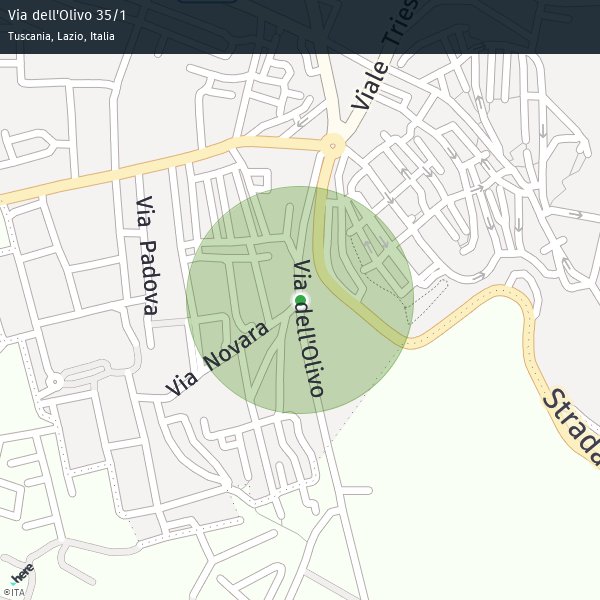 Via dell'Olivo 35/1
Tuscania, Lazio, Italia
Viale Tries
Via Padova
Via dell'Olivo
Via Novara
Strada
here
©ITA